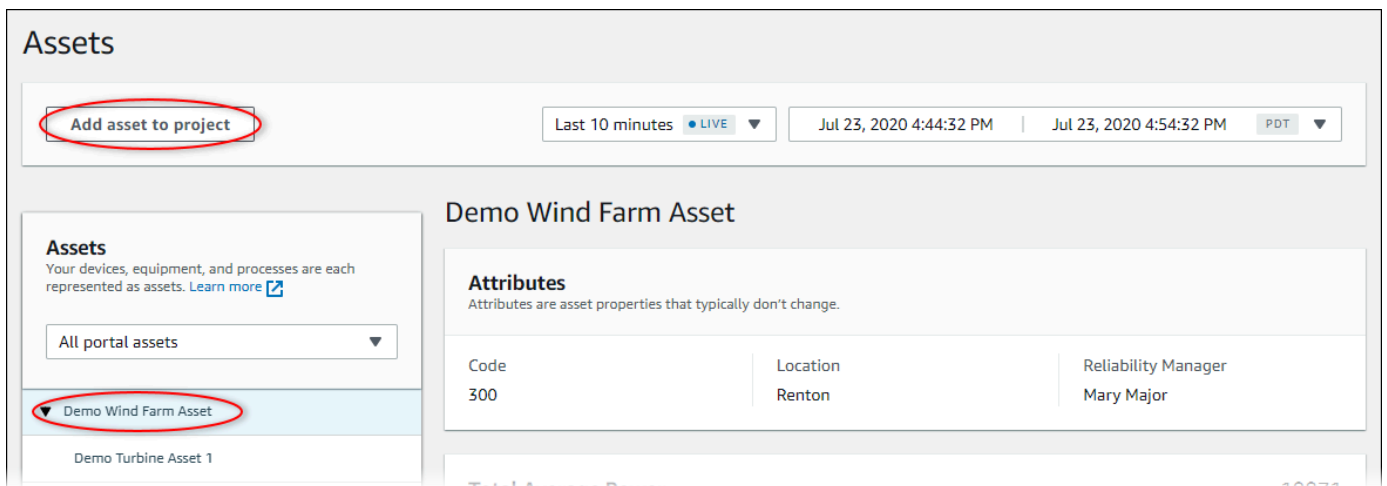 Assets
Add asset to project
Last 10 minutes LIVE
Jul 23, 2020 4:44:32 PM | Jul 23, 2020 4:54:32 PM PDT
Assets
Your devices, equipment, and processes are each
represented as assets. Learn more
All portal assets
Demo Wind Farm Asset
Demo Turbine Asset 1
Demo Wind Farm Asset
Attributes
Attributes are asset properties that typically don't change.
Code
300
Location
Renton
Reliability Manager
Mary Major